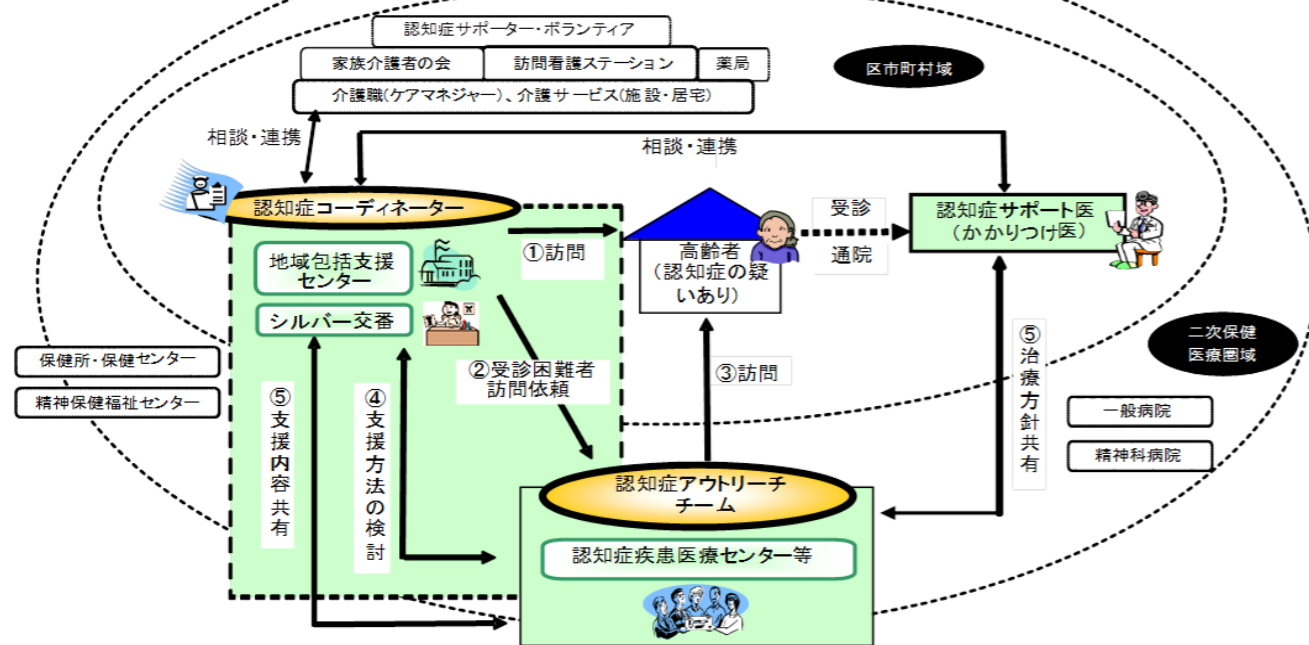 認知症サポーター・ボランティア
家族介護者の会
訪問看護ステーション
薬局
介護職(ケアマネジャー)、介護サービス(施設・居宅)
区市町村域
相談・連携
相談・連携
認知症コーディネーター
地域包括支援
センター
シルバー交番
①訪問
高齢者
(認知症の疑
いあり)
受診
通院
認知症サポート医
(かかりつけ医)
二次保健
医療圏域
保健所・保健センター
精神保健福祉センター
②受診困難者
訪問依頼
③訪問
⑤支援内容共有
④支援方法の検討
⑤治療方針共有
一般病院
精神科病院
認知症アウトリーチ
チーム
認知症疾患医療センター等